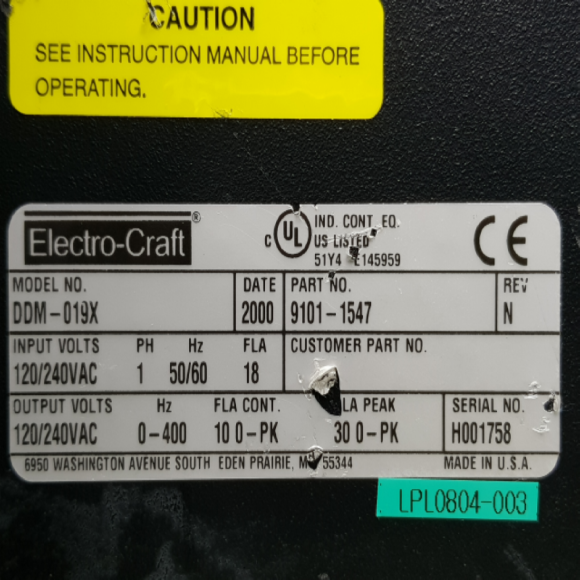 CAUTION
SEE INSTRUCTION MANUAL BEFORE
OPERATING.
Electro-Craft®
C UL IND. CONT. EQ.
US LISTED
51Y4 E145959
CE
MODEL NO. DATE PART NO. REV
DDM-019X 2000 9101-1547 N
INPUT VOLTS PH Hz FLA CUSTOMER PART NO.
120/240VAC 1 50/60 18
OUTPUT VOLTS Hz FLA CONT. LA PEAK SERIAL NO.
120/240VAC 0-400 10 0-PK 30 0-PK H001758
6950 WASHINGTON AVENUE SOUTH EDEN PRAIRIE, 55344 MADE IN U.S.A.
LPL0804-003